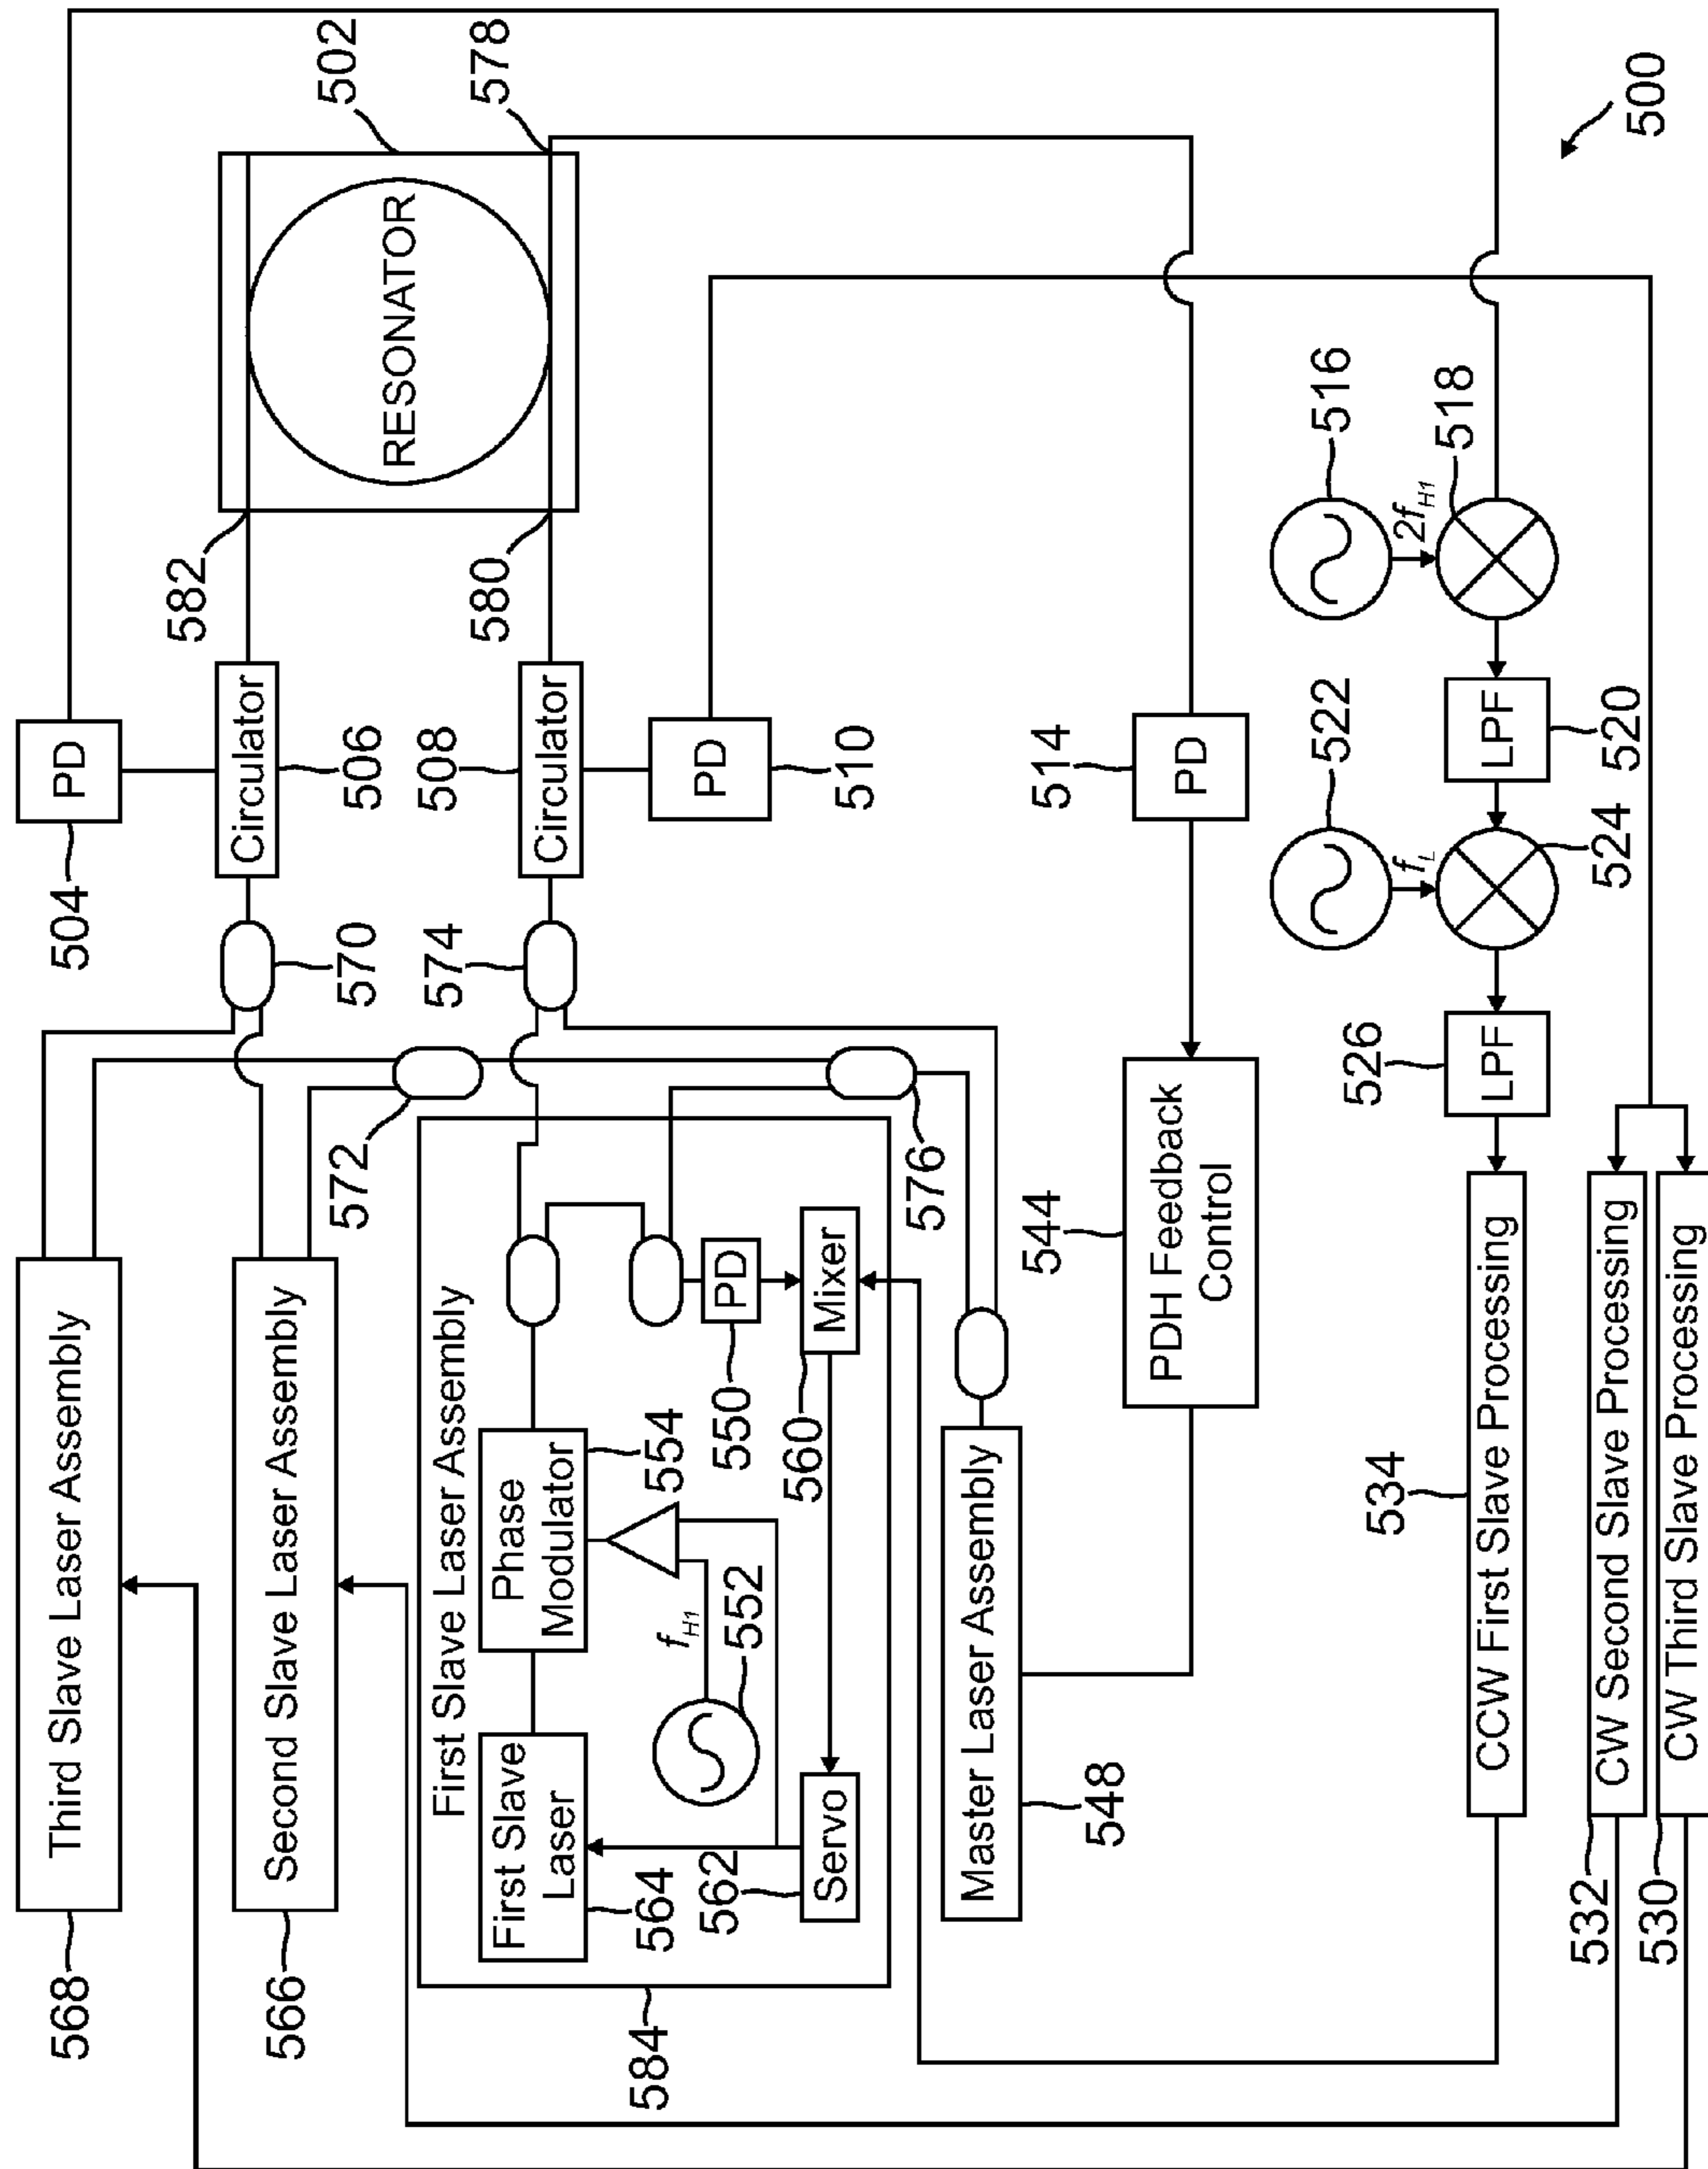 Third Slave Laser Assembly
568
Second Slave Laser Assembly
566
First Slave Laser Assembly
584
First Slave
Laser
564
Phase
Modulator
554
f_H1
552
Servo
562
Mixer
560
PD
550
572
576
570
574
PD
504
Circulator
506
Circulator
508
PD
510
582
580
RESONATOR
502
578
Master Laser Assembly
548
PDH Feedback
Control
544
PD
514
516
2f_H1
518
LPF
520
522
f_L
524
LPF
526
CCW First Slave Processing
534
CW Second Slave Processing
532
CW Third Slave Processing
530
500